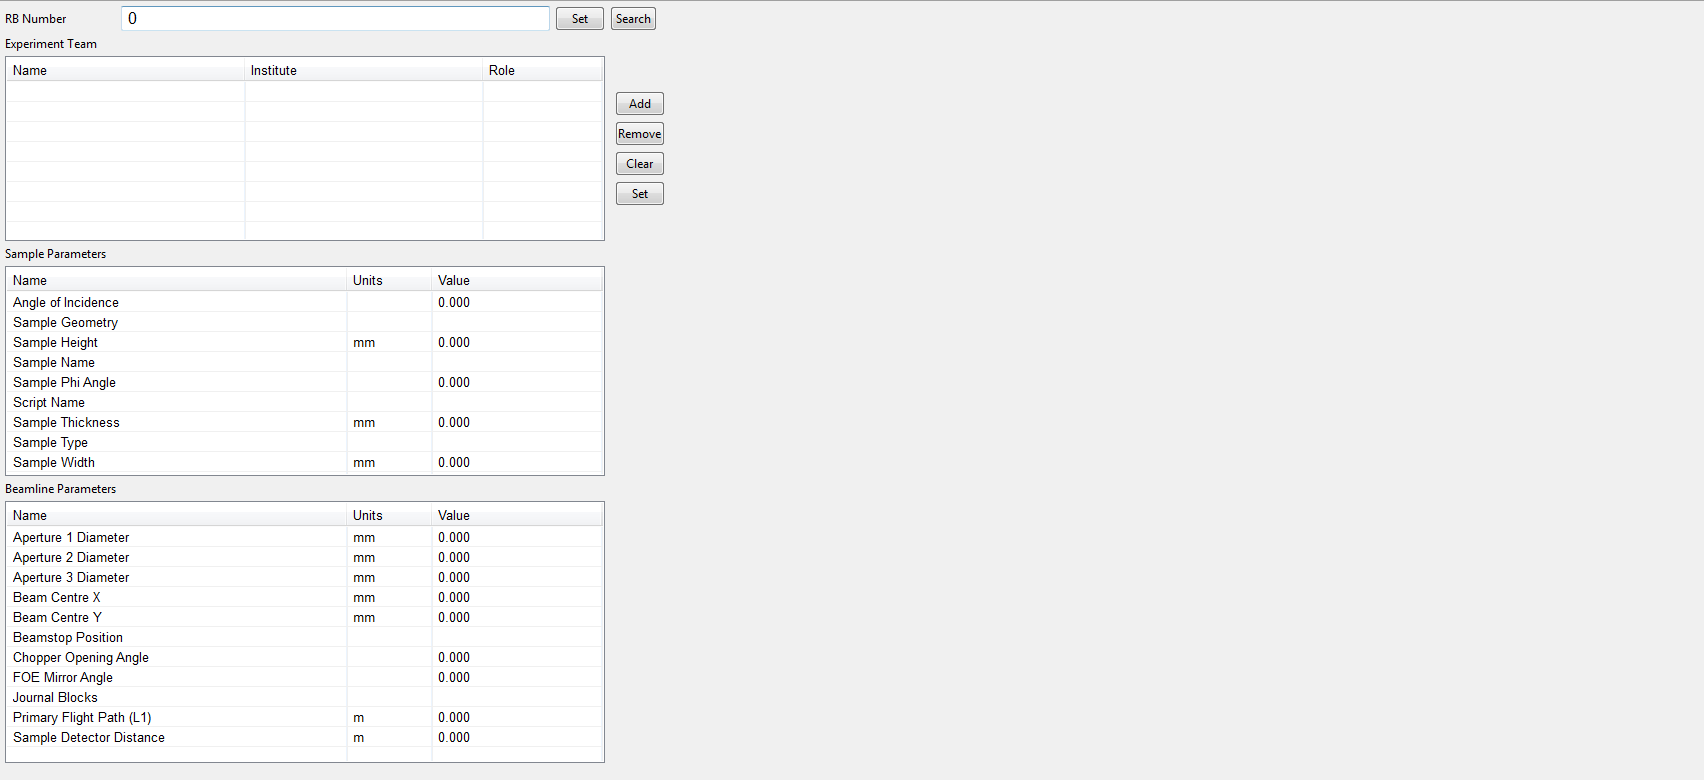 RB Number 0 Set Search
Experiment Team
Name Institute Role
Add
Remove
Clear
Set
Sample Parameters
Name Units Value
Angle of Incidence 0.000
Sample Geometry
Sample Height mm 0.000
Sample Name
Sample Phi Angle 0.000
Script Name
Sample Thickness mm 0.000
Sample Type
Sample Width mm 0.000
Beamline Parameters
Name Units Value
Aperture 1 Diameter mm 0.000
Aperture 2 Diameter mm 0.000
Aperture 3 Diameter mm 0.000
Beam Centre X mm 0.000
Beam Centre Y mm 0.000
Beamstop Position
Chopper Opening Angle 0.000
FOE Mirror Angle 0.000
Journal Blocks
Primary Flight Path (L1) m 0.000
Sample Detector Distance m 0.000